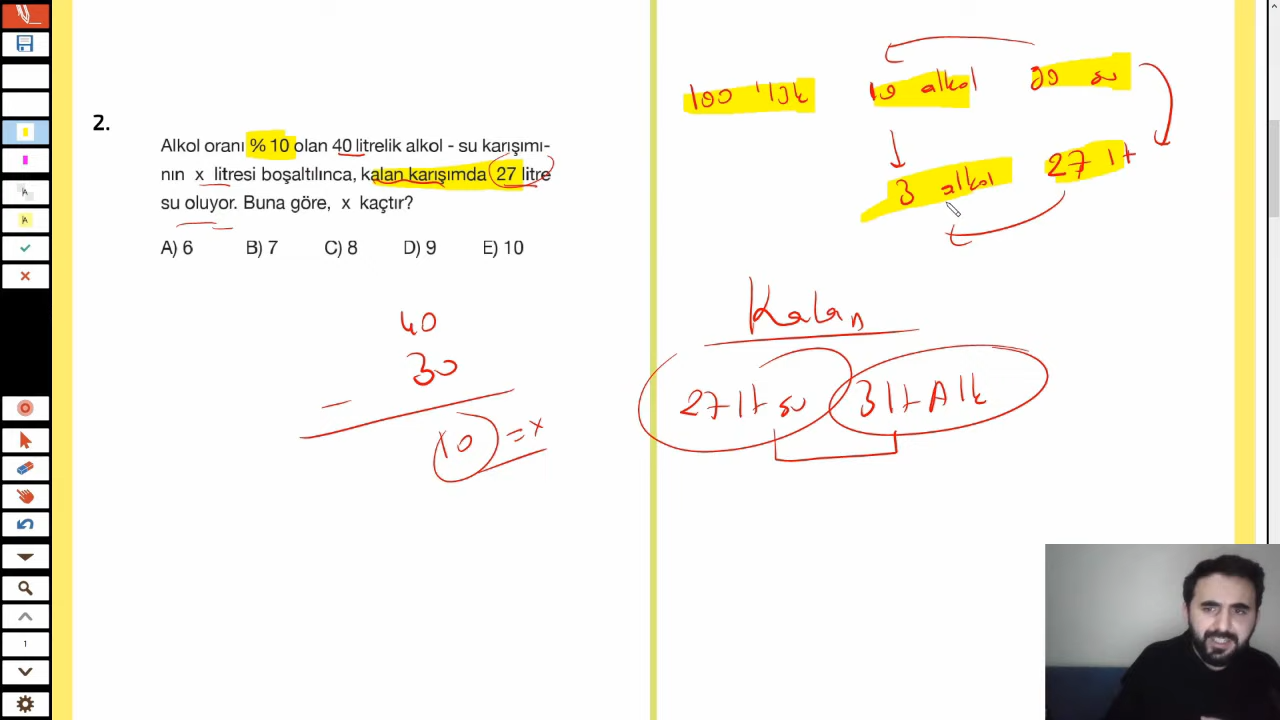 2.
Alkol oranı % 10 olan 40 litrelik alkol - su karışımı-
nın x litresi boşaltılınca, kalan karışımda 27 litre
su oluyor. Buna göre, x kaçtır?
A) 6 B) 7 C) 8 D) 9 E) 10
40
30
10 = x
100 'lük 10 alkol 90 su
3 alkol 27 lt
Kalan
27 lt su 3 lt Alk
A
A
1